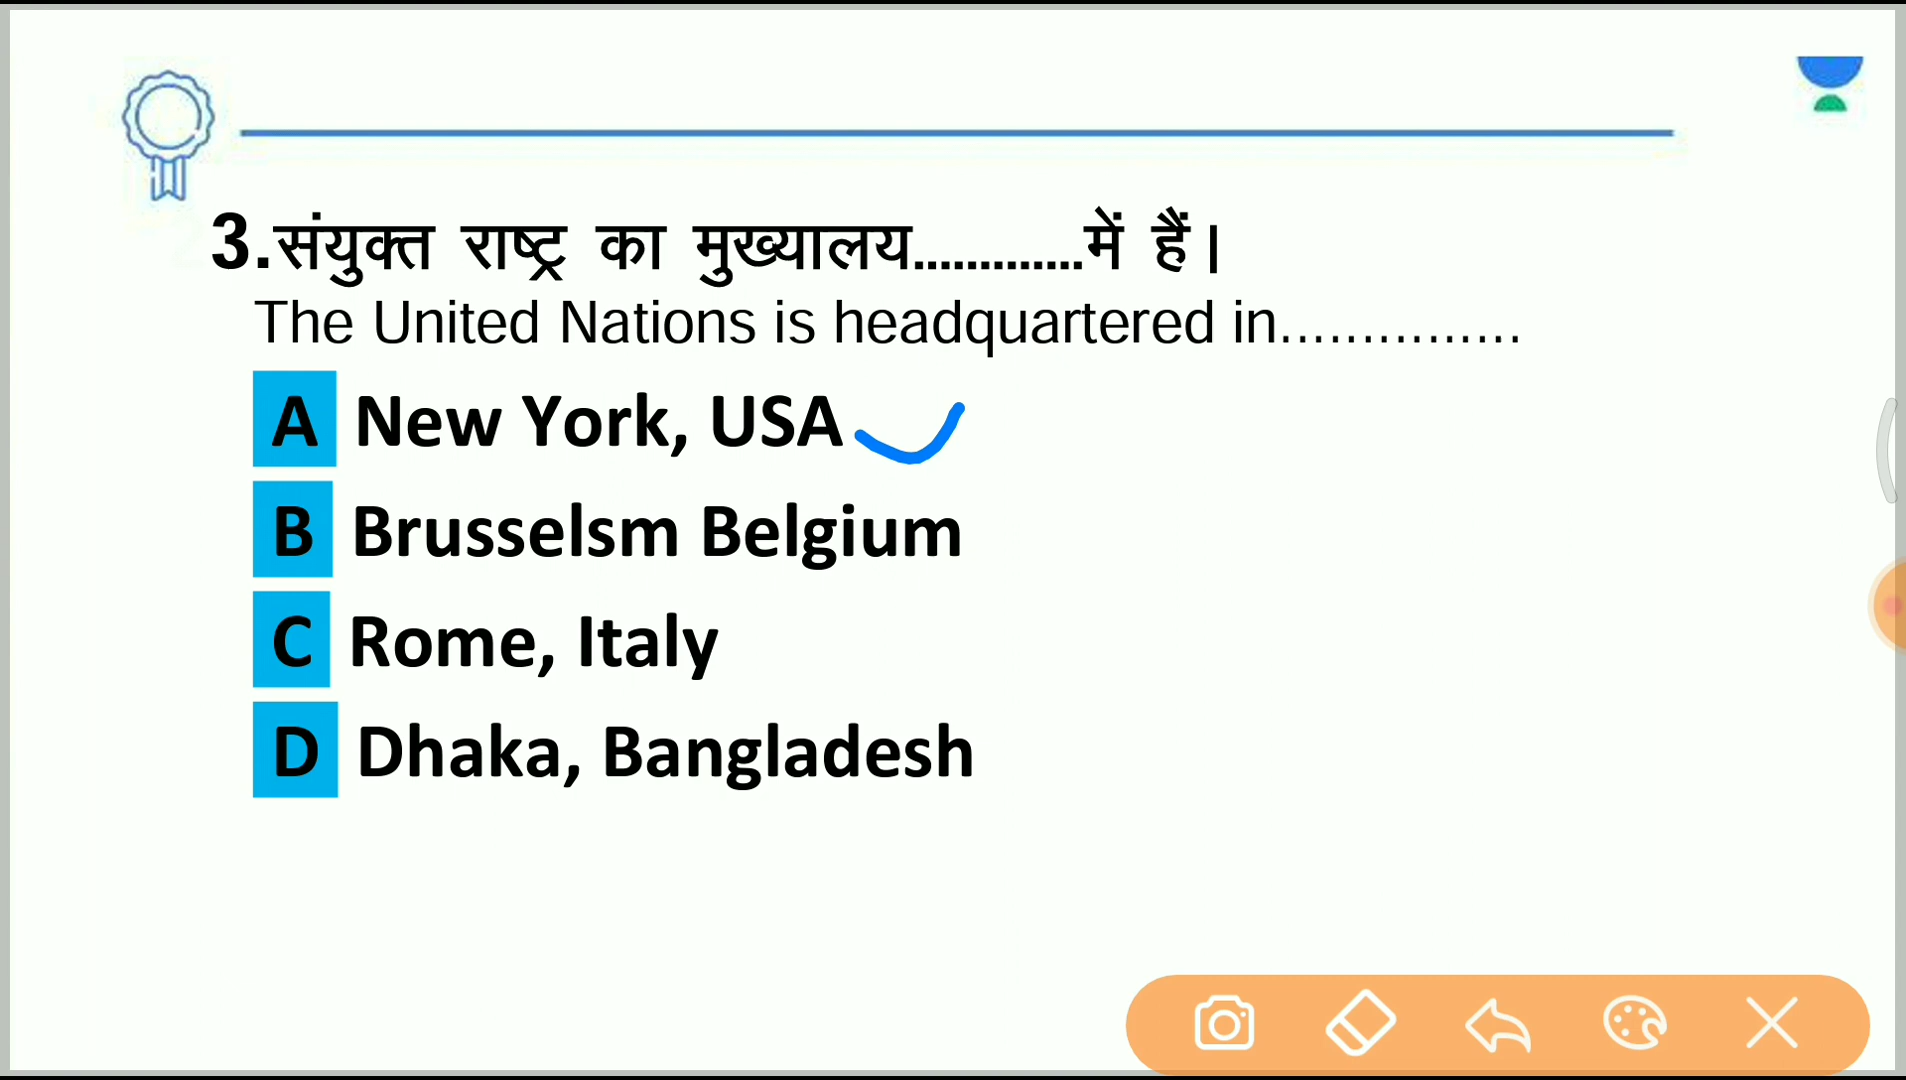 3.संयुक्त राष्ट्र का मुख्यालय.............में हैं।
The United Nations is headquartered in...............
A New York, USA
B Brusselsm Belgium
C Rome, Italy
D Dhaka, Bangladesh